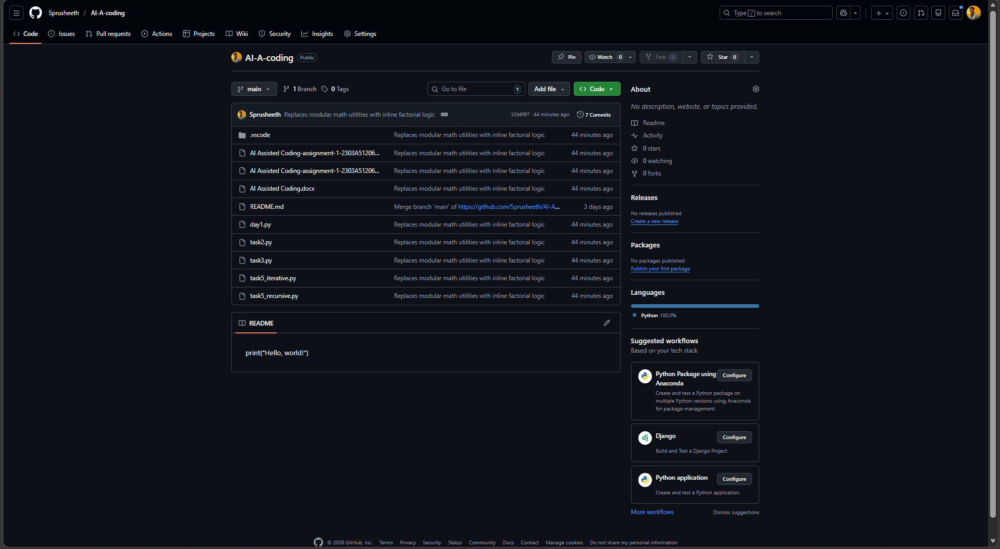 Sprusheeth / AI-A-coding
Type / to search
Code Issues Pull requests Actions Projects Wiki Security Insights Settings
AI-A-coding Public
Pin Watch 0 Fork 0 Star 0
main 1 Branch 0 Tags
Go to file t Add file Code
Sprusheeth Replaces modular math utilities with inline factorial logic 32b9f97 · 44 minutes ago 7 Commits
.vscode Replaces modular math utilities with inline factorial logic 44 minutes ago
AI Assisted Coding-assignment-1-2303A51206... Replaces modular math utilities with inline factorial logic 44 minutes ago
AI Assisted Coding-assignment-1-2303A51206... Replaces modular math utilities with inline factorial logic 44 minutes ago
AI Assisted Coding.docx Replaces modular math utilities with inline factorial logic 44 minutes ago
README.md Merge branch 'main' of https://github.com/Sprusheeth/AI-A... 3 days ago
day1.py Replaces modular math utilities with inline factorial logic 44 minutes ago
task2.py Replaces modular math utilities with inline factorial logic 44 minutes ago
task3.py Replaces modular math utilities with inline factorial logic 44 minutes ago
task5_iterative.py Replaces modular math utilities with inline factorial logic 44 minutes ago
task5_recursive.py Replaces modular math utilities with inline factorial logic 44 minutes ago
README
print("Hello, world!")
About
No description, website, or topics provided.
Readme
Activity
0 stars
0 watching
0 forks
Releases
No releases published
Create a new release
Packages
No packages published
Publish your first package
Languages
Python 100.0%
Suggested workflows
Based on your tech stack
Python Package using Configure
Anaconda
Create and test a Python package on
multiple Python versions using Anaconda
for package management.
dj Django Configure
Build and Test a Django Project
Python application Configure
Create and test a Python application.
More workflows Dismiss suggestions
© 2026 GitHub, Inc. Terms Privacy Security Status Community Docs Contact Manage cookies Do not share my personal information